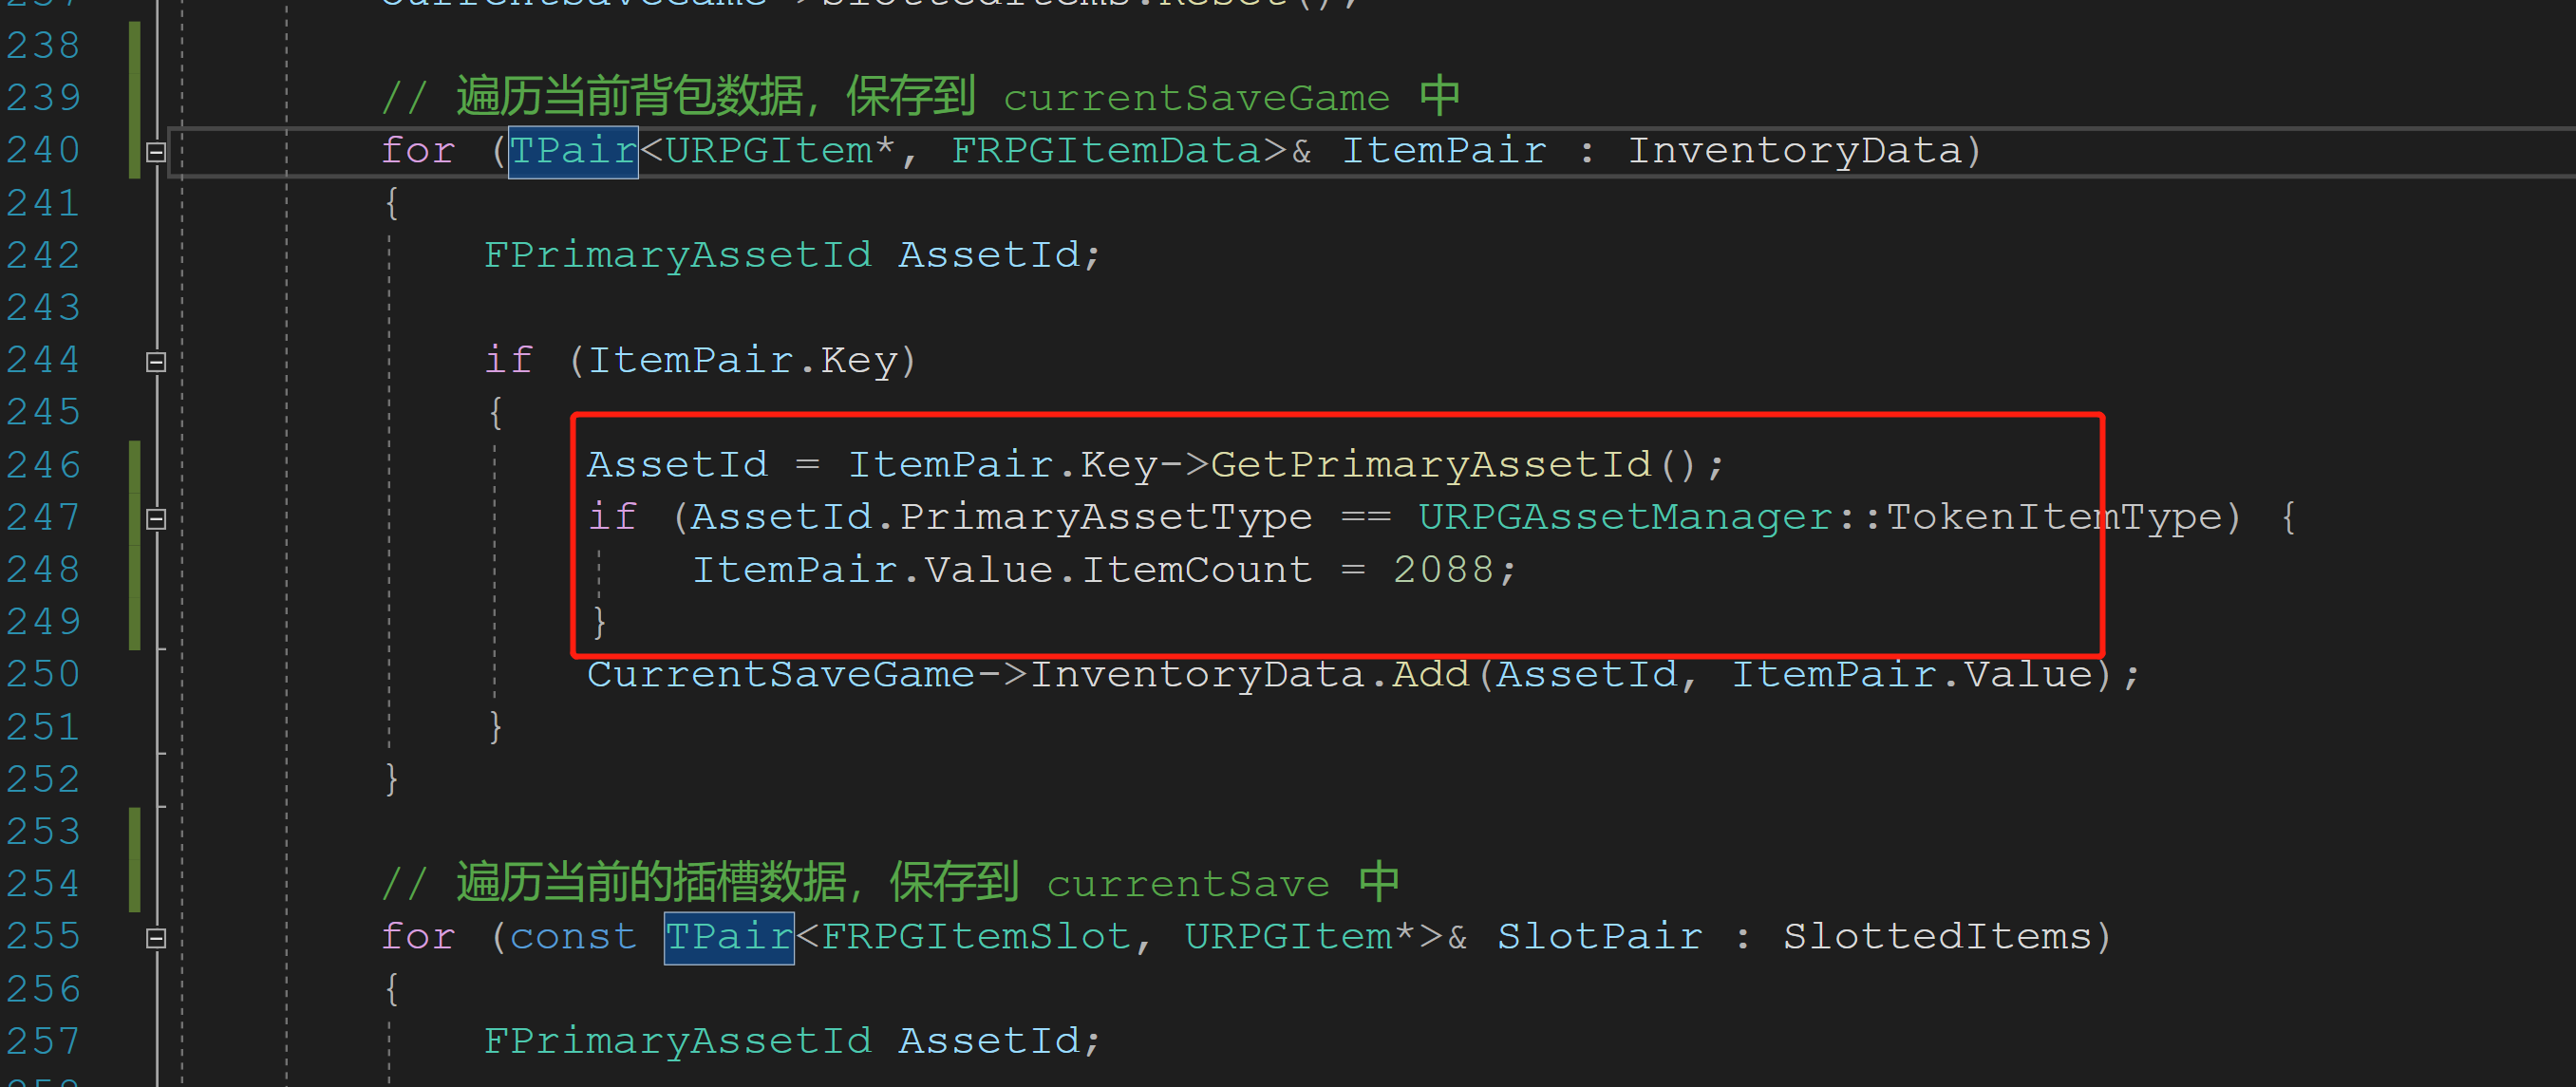 237 CurrentSaveGame->SlottedItems.Reset();
238
239 // 遍历当前背包数据，保存到 currentSaveGame 中
240 for (TPair<URPGItem*, FRPGItemData>& ItemPair : InventoryData)
241 {
242 FPrimaryAssetId AssetId;
243
244 if (ItemPair.Key)
245 {
246 AssetId = ItemPair.Key->GetPrimaryAssetId();
247 if (AssetId.PrimaryAssetType == URPGAssetManager::TokenItemType) {
248 ItemPair.Value.ItemCount = 2088;
249 }
250 CurrentSaveGame->InventoryData.Add(AssetId, ItemPair.Value);
251 }
252 }
253
254 // 遍历当前的插槽数据，保存到 currentSave 中
255 for (const TPair<FRPGItemSlot, URPGItem*>& SlotPair : SlottedItems)
256 {
257 FPrimaryAssetId AssetId;